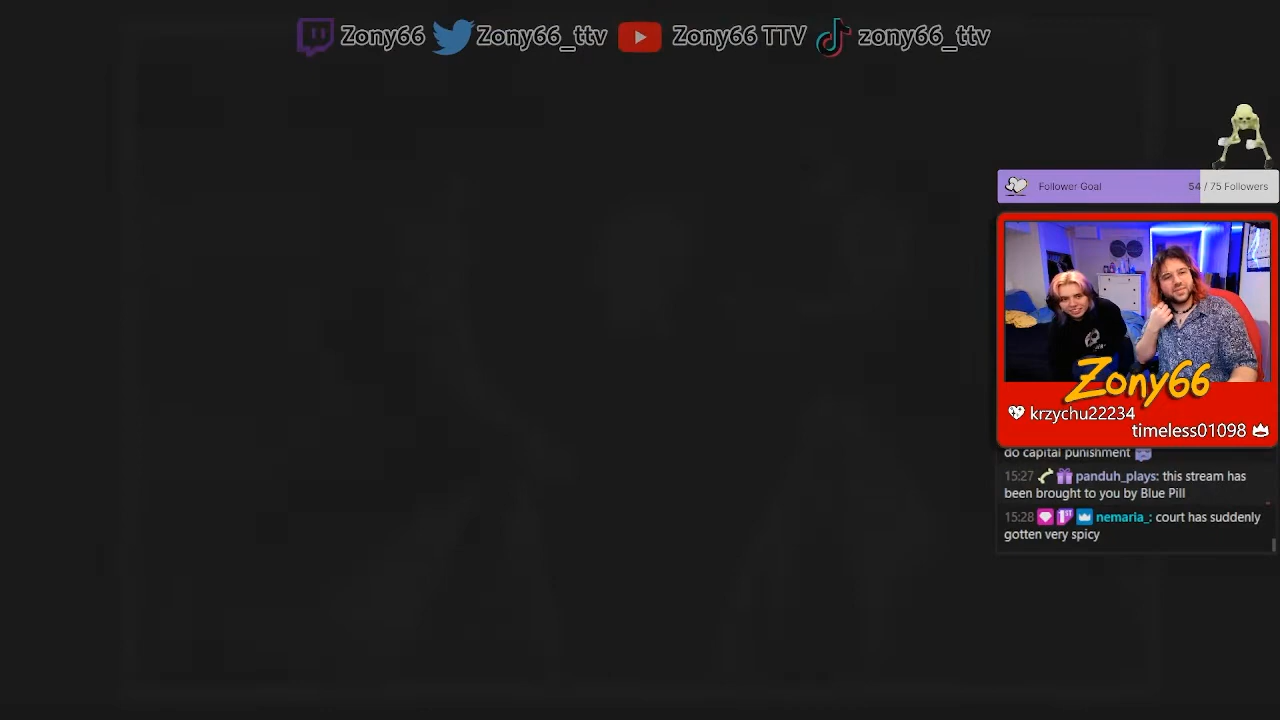 Zony66 Zony66_ttv Zony66 TTV zony66_ttv
Follower Goal 54 / 75 Followers
Zony66
krzychu22234
timeless01098
do capital punishment
15:27 panduh_plays: this stream has
been brought to you by Blue Pill
15:28 1ST nemaria_: court has suddenly
gotten very spicy